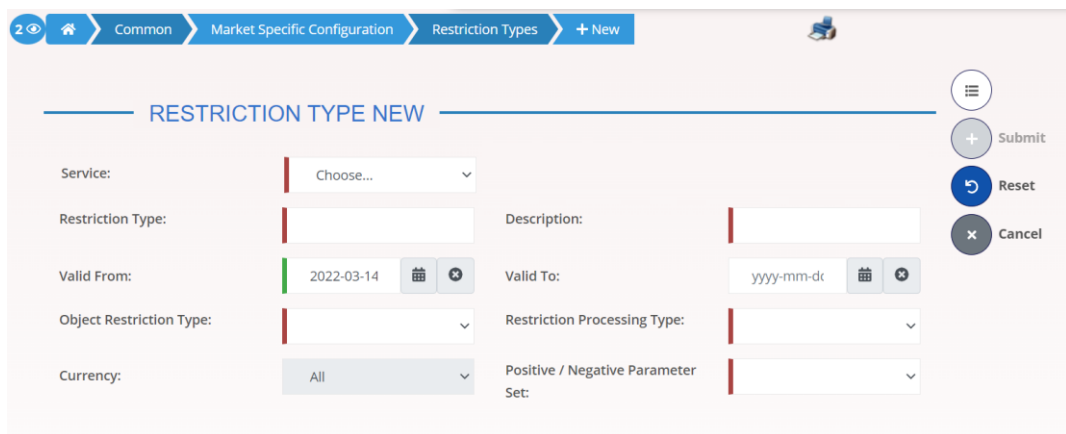 2
Common
Market Specific Configuration
Restriction Types
+ New
RESTRICTION TYPE NEW
Submit
Reset
Cancel
Service:
Choose...
Restriction Type:
Description:
Valid From:
2022-03-14
Valid To:
yyyy-mm-dd
Object Restriction Type:
Restriction Processing Type:
Currency:
All
Positive / Negative Parameter
Set: